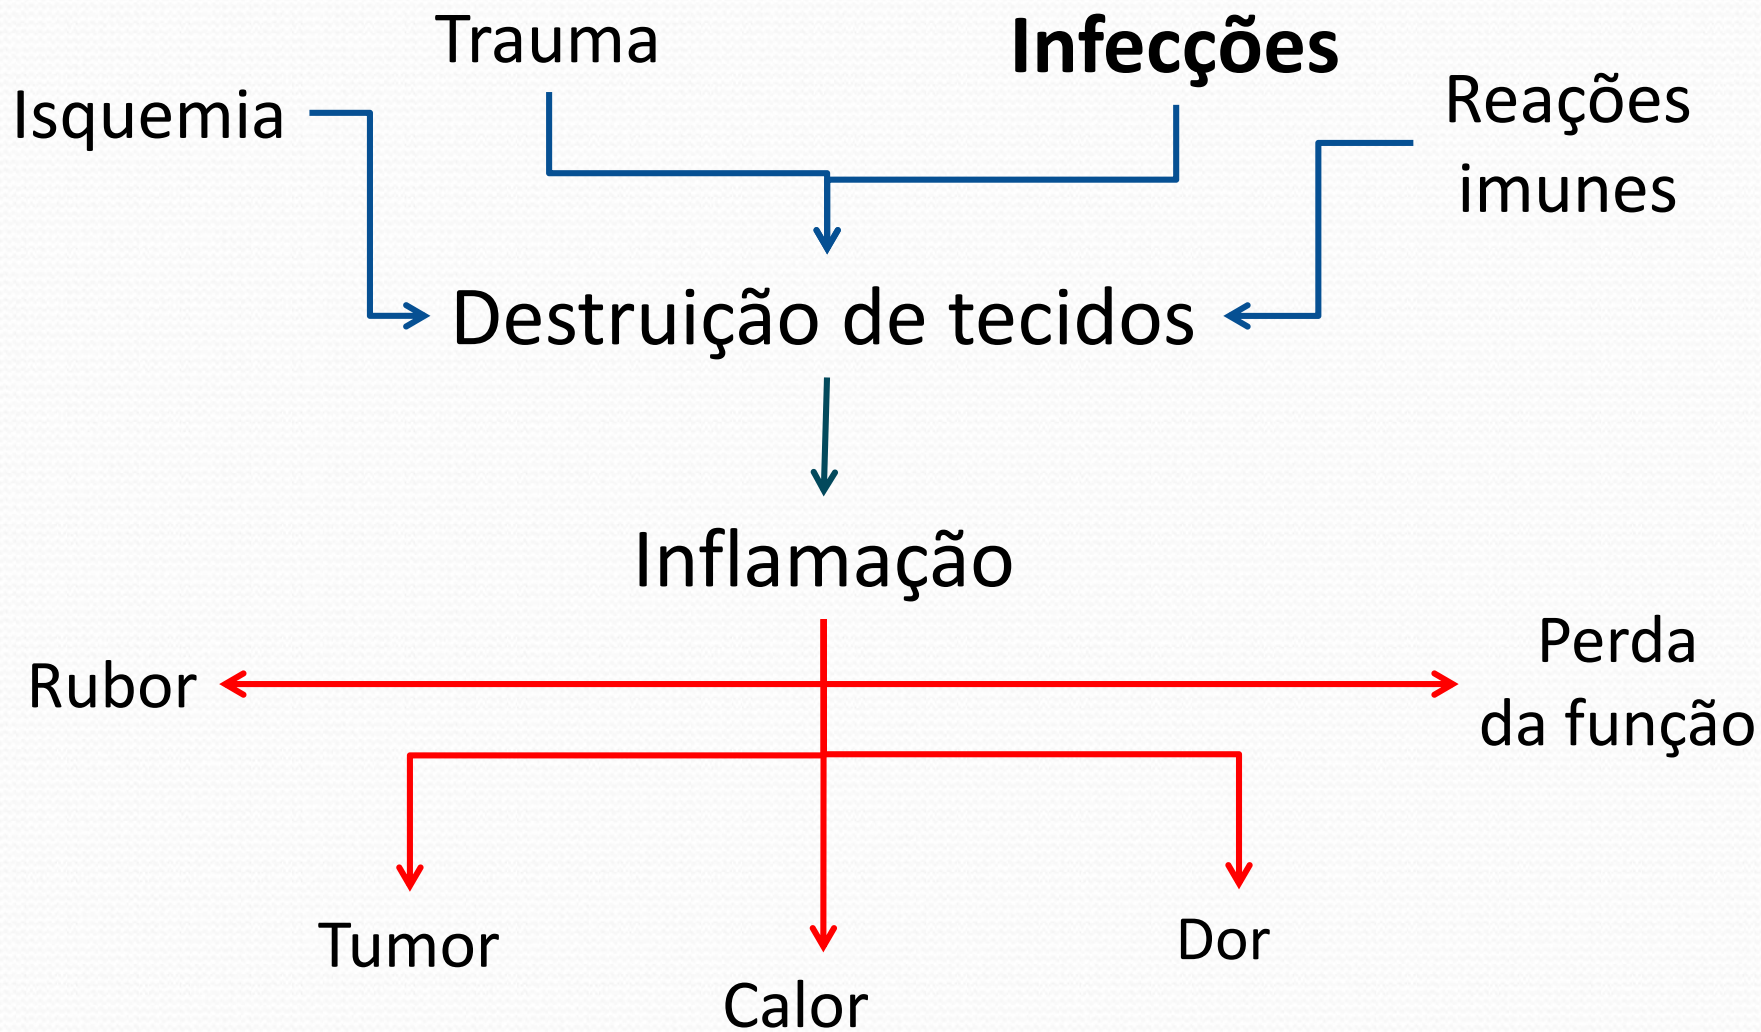 Trauma
Infecções
Isquemia
Reações
imunes
Destruição de tecidos
Inflamação
Rubor
Perda
da função
Tumor
Dor
Calor